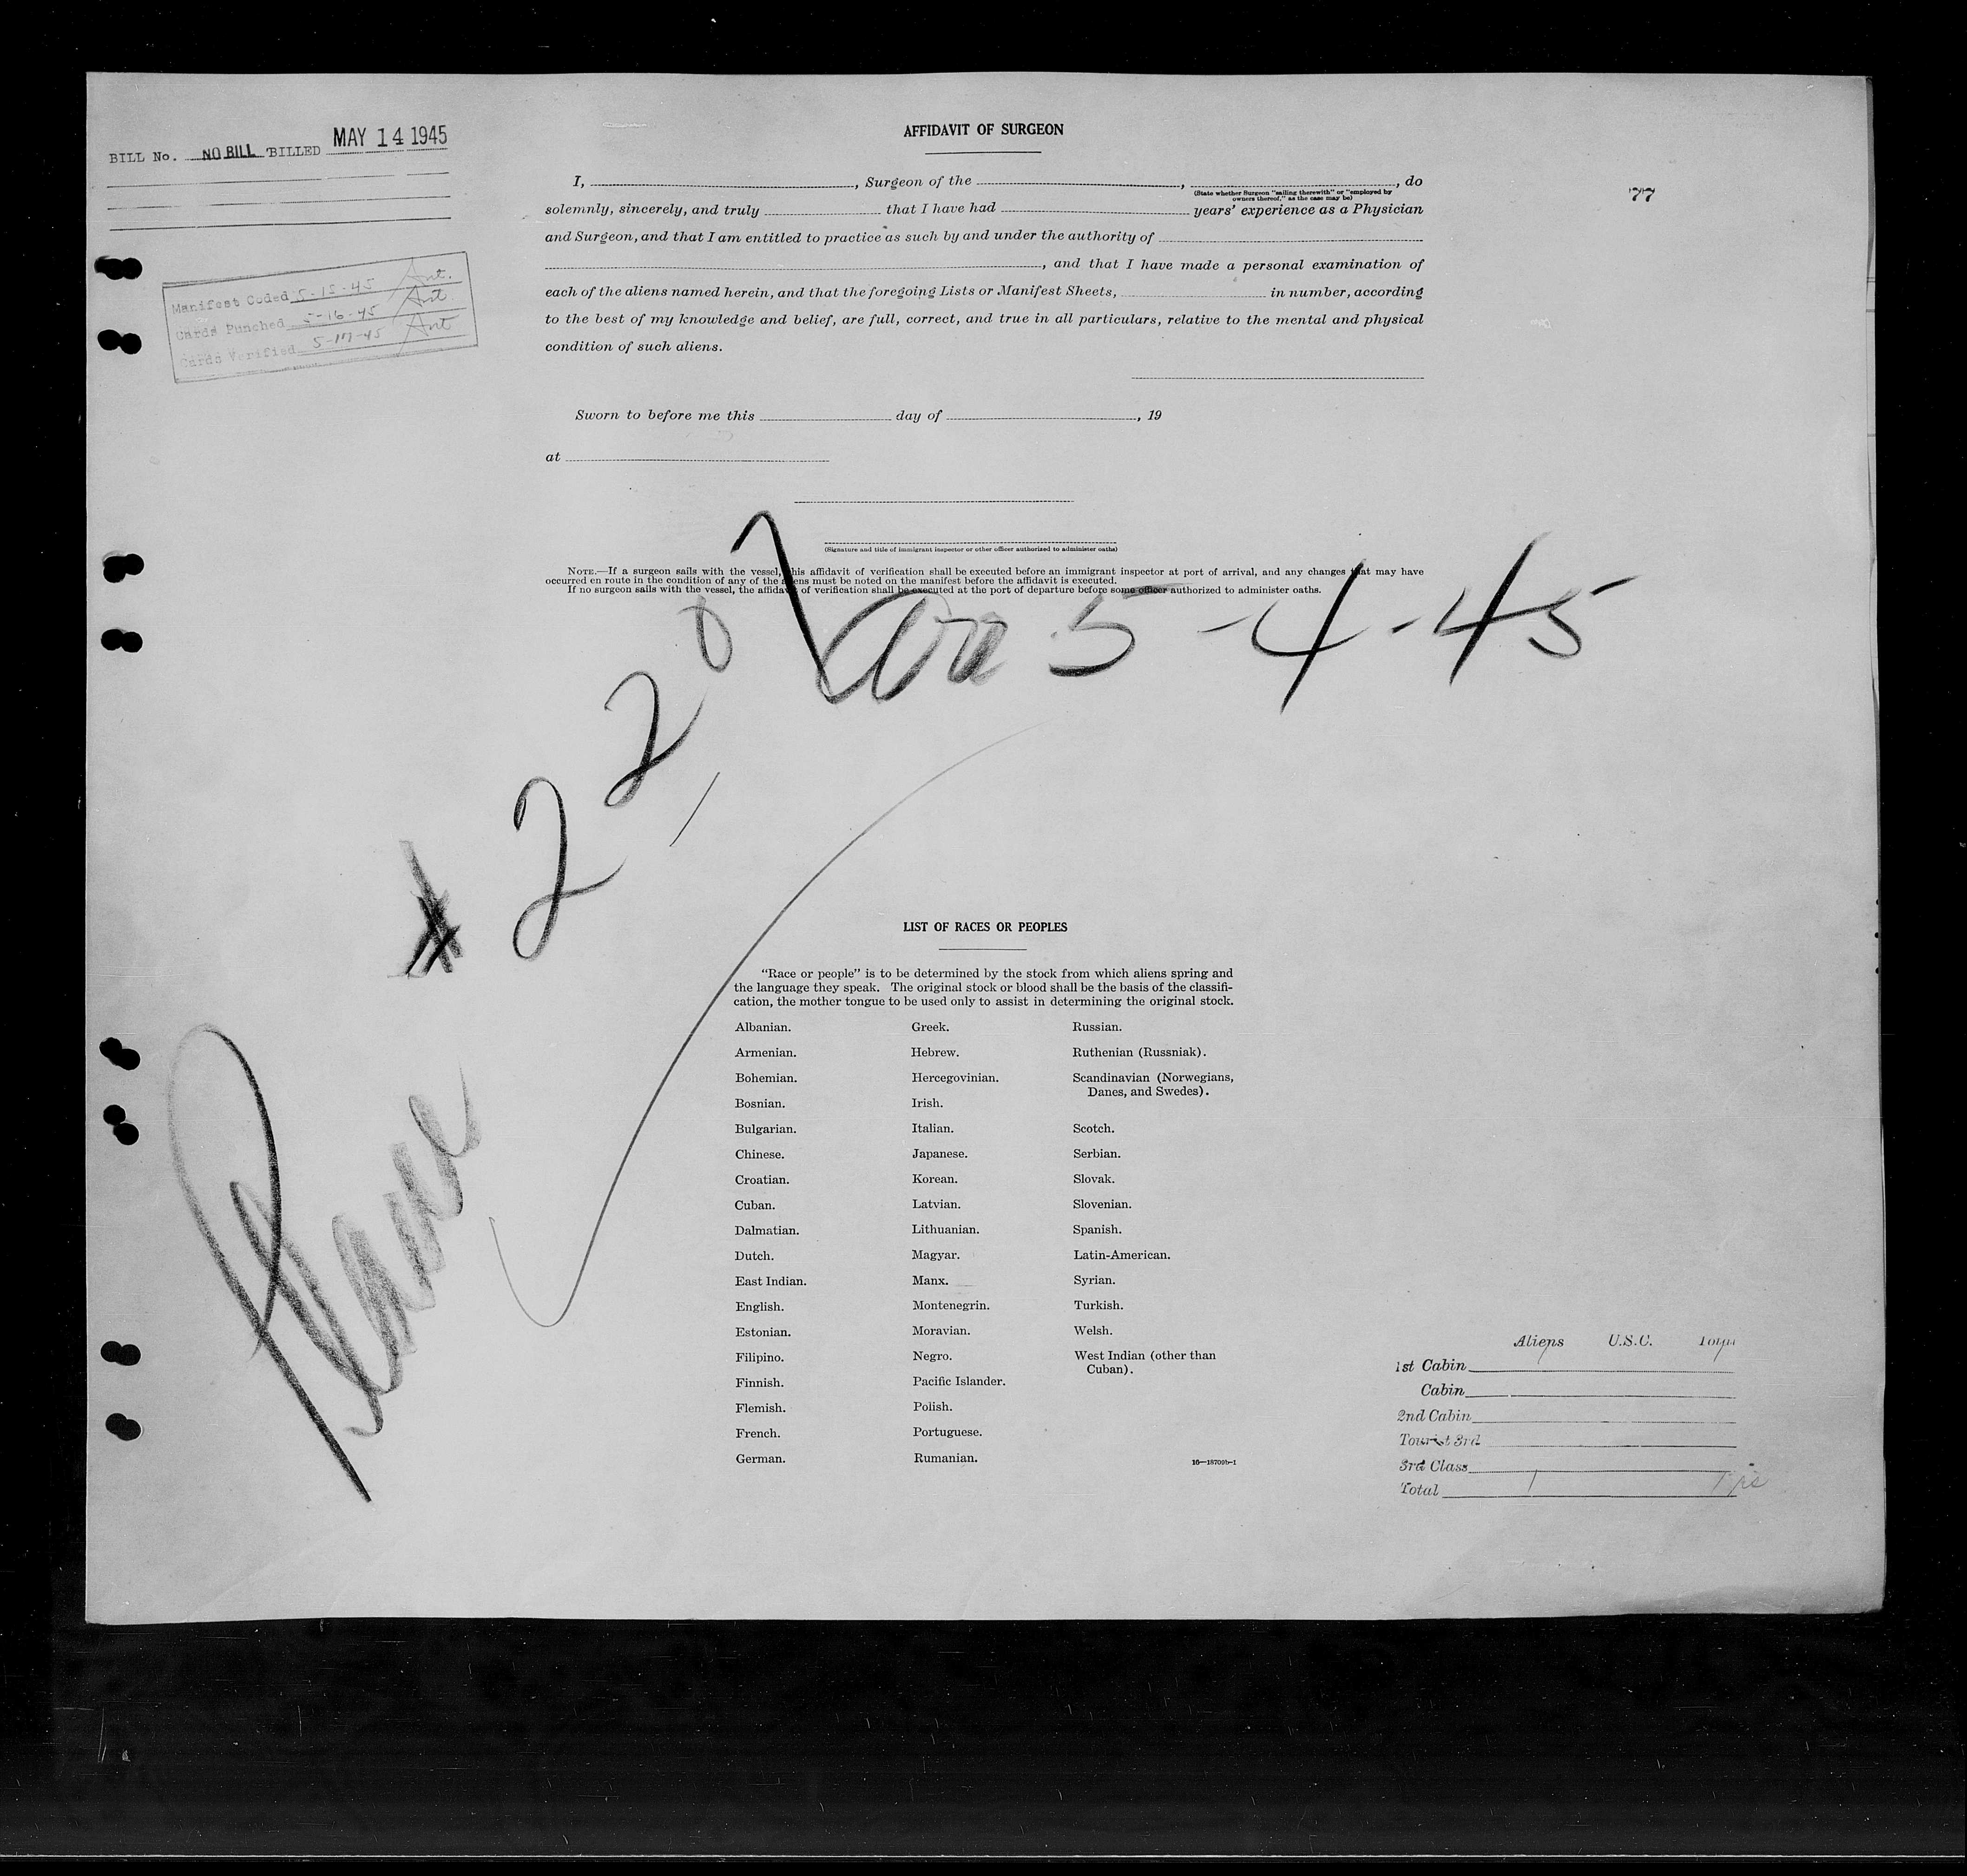 BILL No. NO BILL BILLED MAY 14 1945
Manifest Coded 5-15-45 Ant.
Cards Punched 5-16-45 Ant
Cards Verified 5-17-45 Ant
AFFIDAVIT OF SURGEON
77
I, , Surgeon of the , , do
(State whether Surgeon "sailing therewith" or "employed by
owners thereof," as the case may be)
solemnly, sincerely, and truly that I have had years' experience as a Physician
and Surgeon, and that I am entitled to practice as such by and under the authority of
, and that I have made a personal examination of
each of the aliens named herein, and that the foregoing Lists or Manifest Sheets, in number, according
to the best of my knowledge and belief, are full, correct, and true in all particulars, relative to the mental and physical
condition of such aliens.
Sworn to before me this day of , 19
at
(Signature and title of immigrant inspector or other officer authorized to administer oaths)
NOTE.—If a surgeon sails with the vessel, this affidavit of verification shall be executed before an immigrant inspector at port of arrival, and any changes that may have
occurred en route in the condition of any of the aliens must be noted on the manifest before the affidavit is executed.
If no surgeon sails with the vessel, the affidavit of verification shall be executed at the port of departure before some officer authorized to administer oaths.
5-4-45
Plane # 220
LIST OF RACES OR PEOPLES
"Race or people" is to be determined by the stock from which aliens spring and
the language they speak. The original stock or blood shall be the basis of the classifi-
cation, the mother tongue to be used only to assist in determining the original stock.
Albanian.
Armenian.
Bohemian.
Bosnian.
Bulgarian.
Chinese.
Croatian.
Cuban.
Dalmatian.
Dutch.
East Indian.
English.
Estonian.
Filipino.
Finnish.
Flemish.
French.
German.
Greek.
Hebrew.
Hercegovinian.
Irish.
Italian.
Japanese.
Korean.
Latvian.
Lithuanian.
Magyar.
Manx.
Montenegrin.
Moravian.
Negro.
Pacific Islander.
Polish.
Portuguese.
Rumanian.
Russian.
Ruthenian (Russniak).
Scandinavian (Norwegians,
Danes, and Swedes).
Scotch.
Serbian.
Slovak.
Slovenian.
Spanish.
Latin-American.
Syrian.
Turkish.
Welsh.
West Indian (other than
Cuban).
16—18709b-1
Aliens U.S.C.
1st Cabin
Cabin
2nd Cabin
Tourist 3rd
3rd Class
Total 1